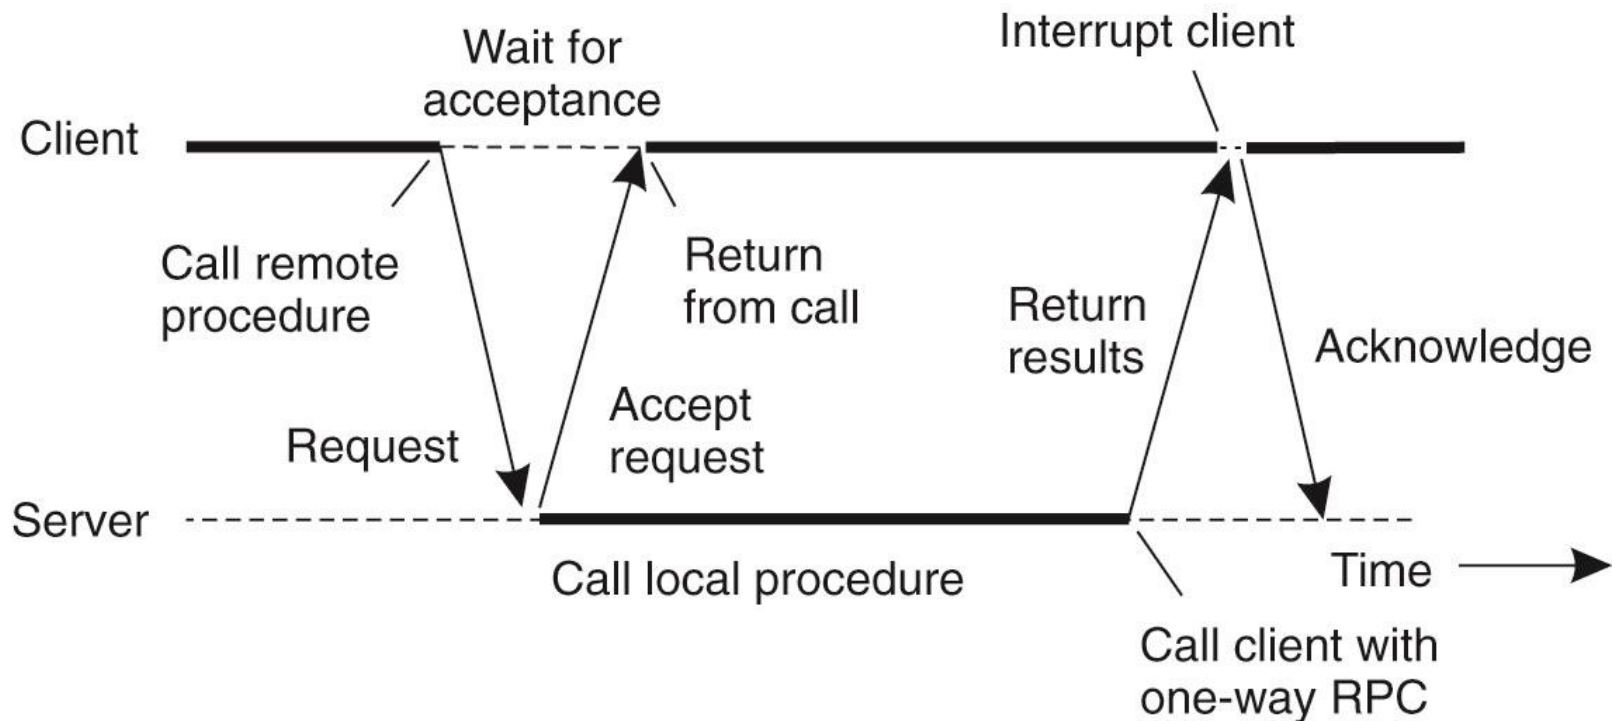 Wait for
acceptance
Interrupt client
Client
Call remote
procedure
Return
from call
Return
results
Acknowledge
Accept
request
Request
Server
Call local procedure
Time
Call client with
one-way RPC